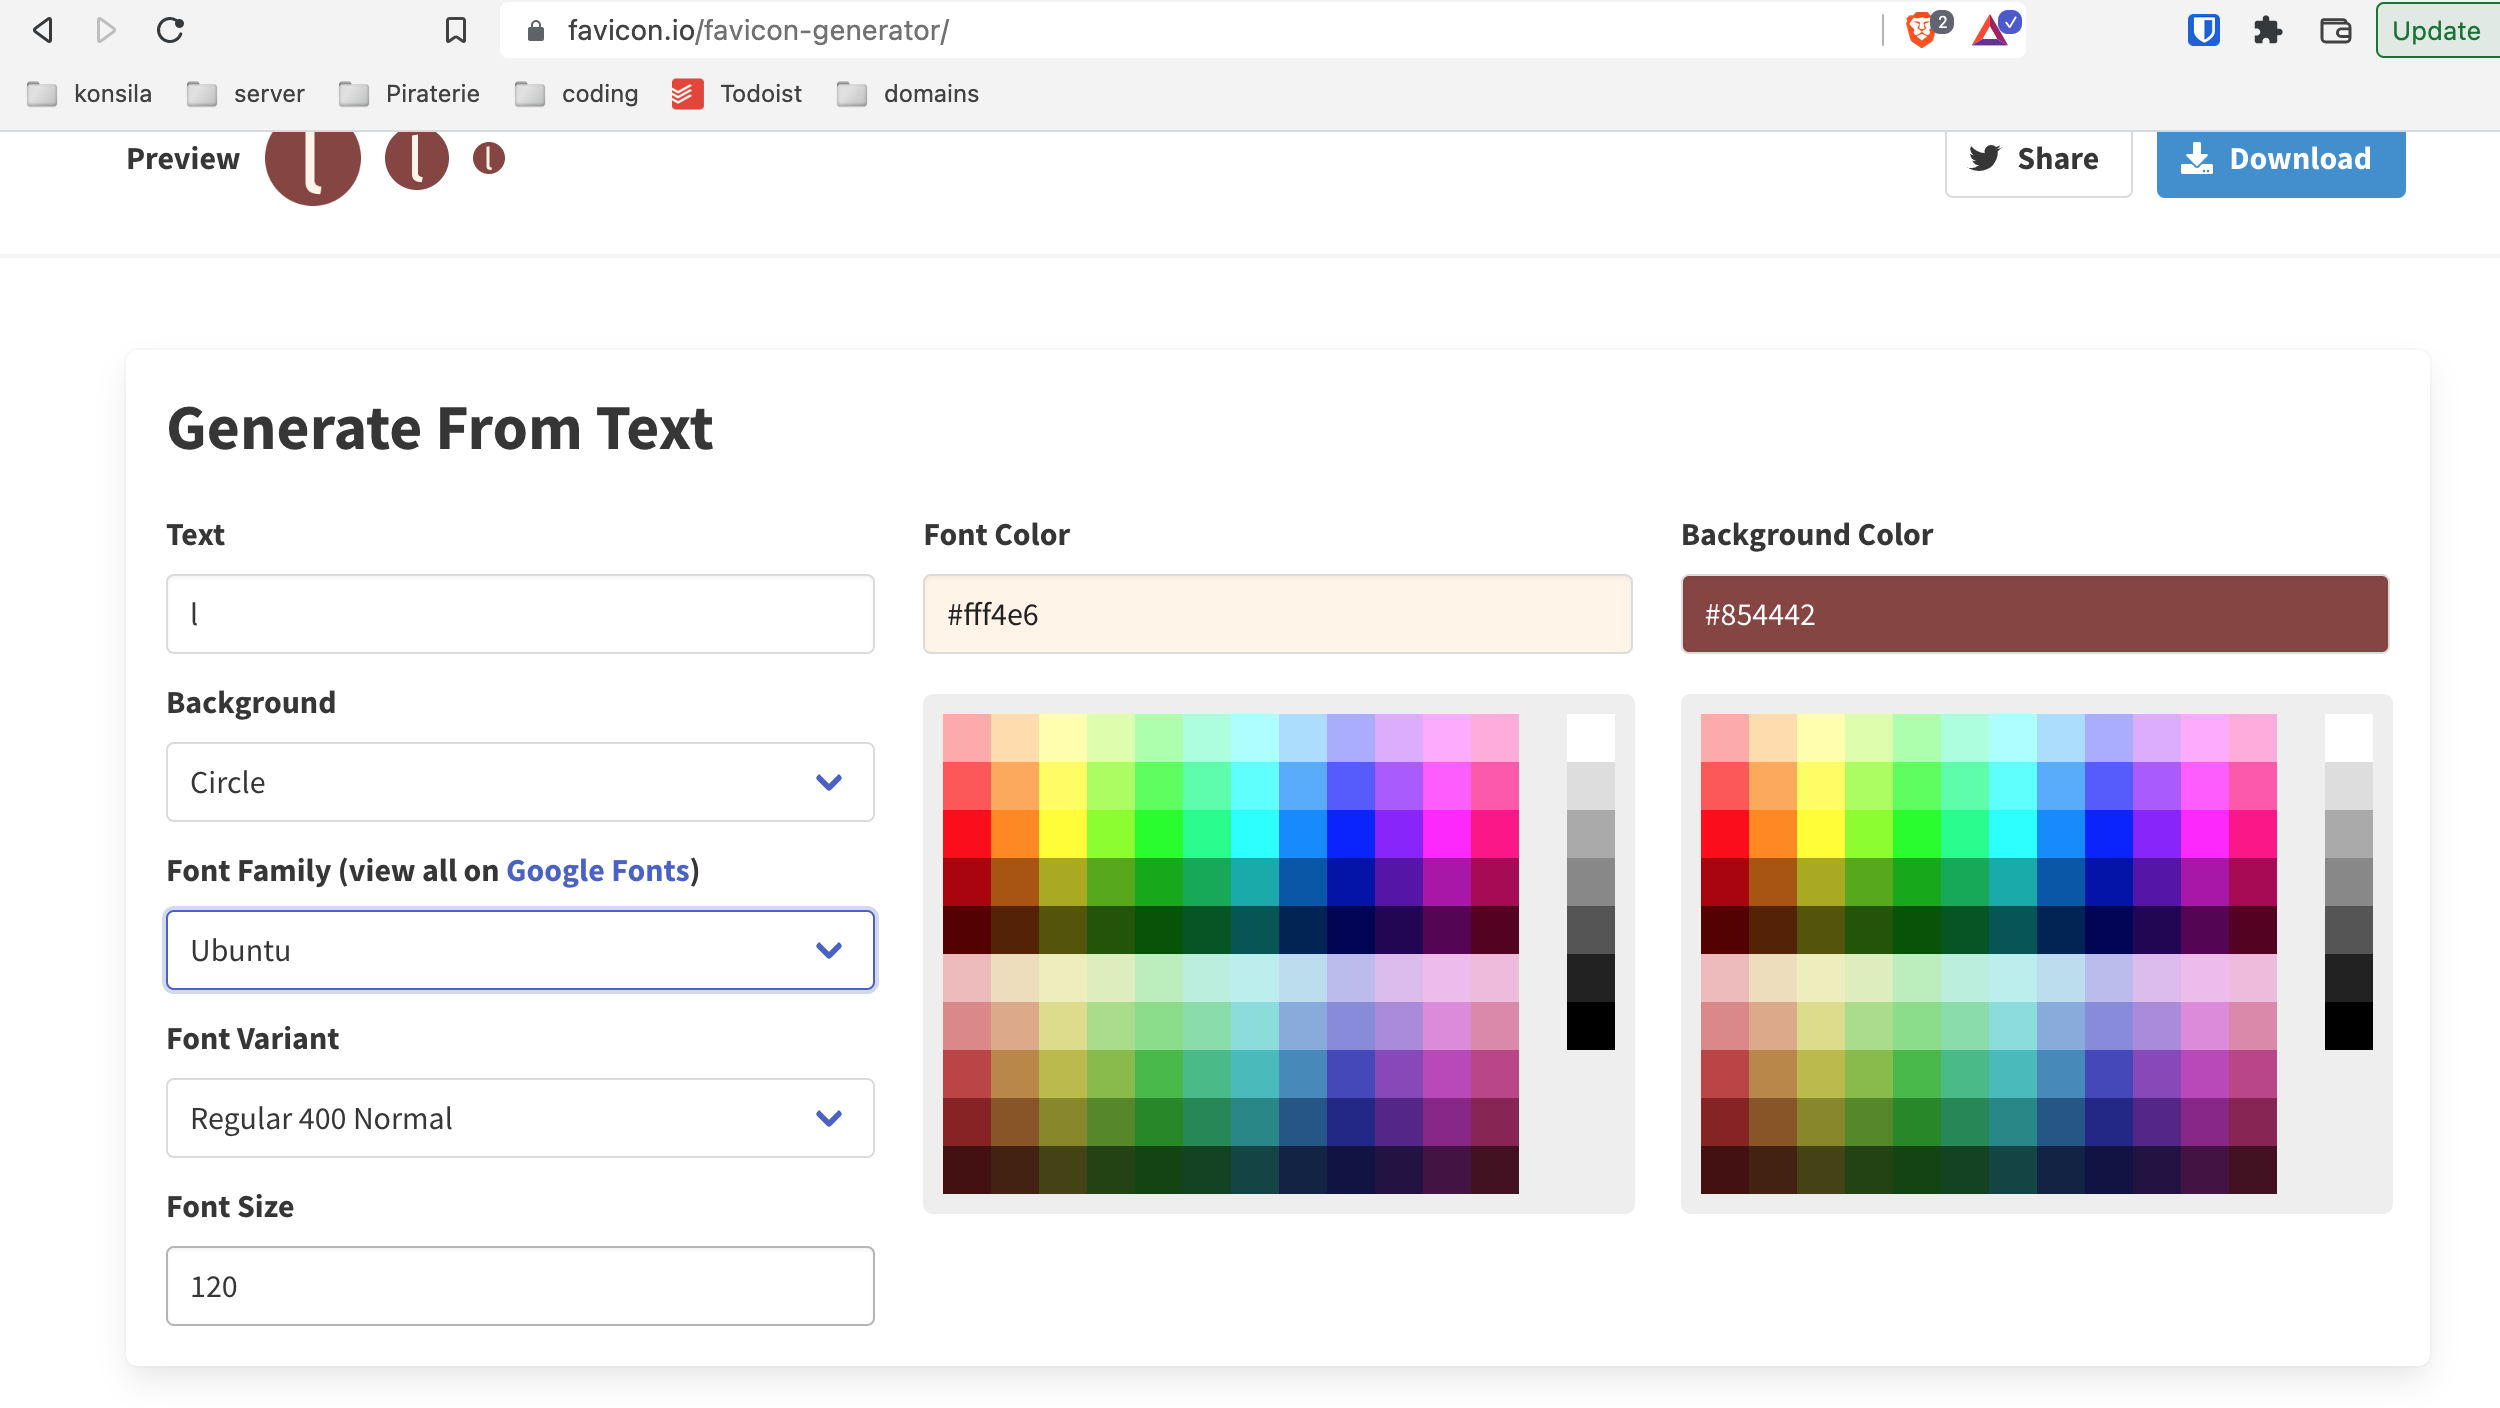 favicon.io/favicon-generator/
2
Update
konsila
server
Piraterie
coding
Todoist
domains
Preview
l
l
l
Share
Download
Generate From Text
Text
Font Color
Background Color
l
#fff4e6
#854442
Background
Circle
Font Family (view all on Google Fonts)
Ubuntu
Font Variant
Regular 400 Normal
Font Size
120